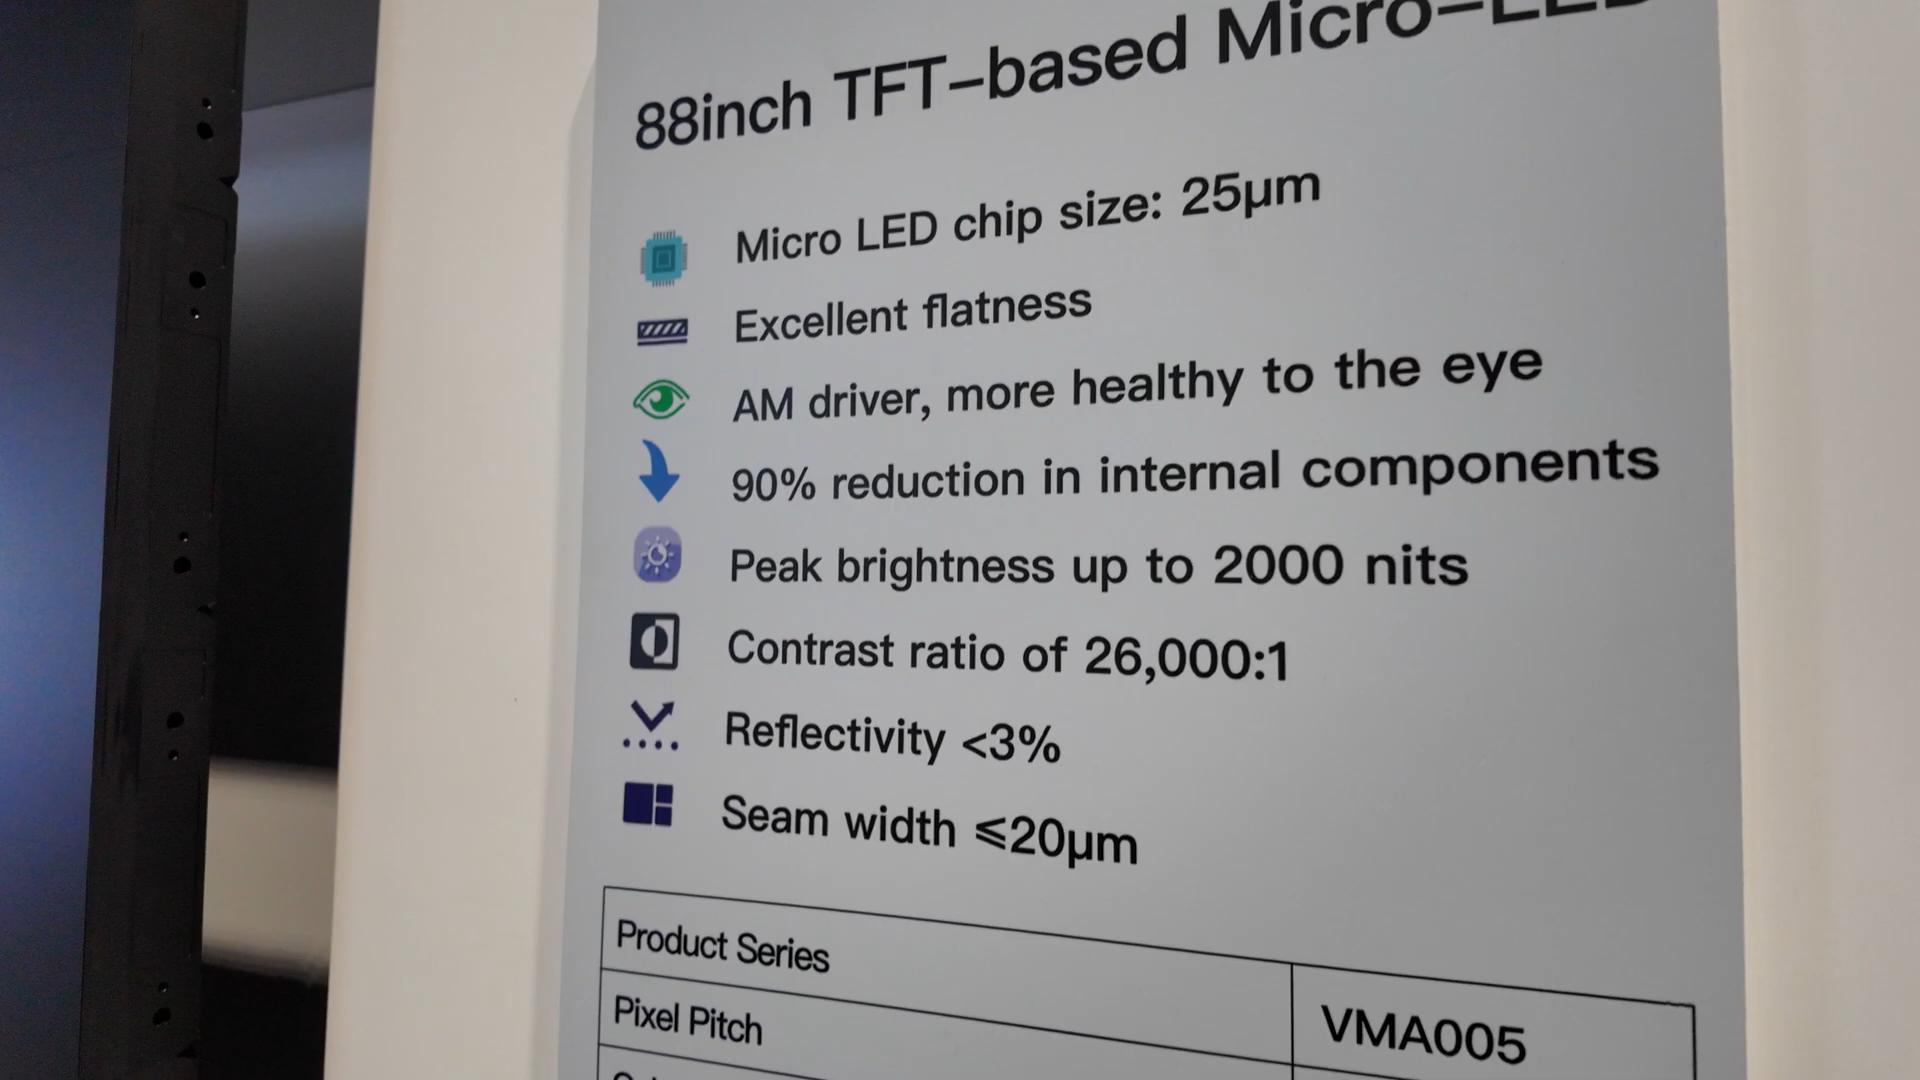 88inch TFT-based Micro-LED
Micro LED chip size: 25μm
Excellent flatness
AM driver, more healthy to the eye
90% reduction in internal components
Peak brightness up to 2000 nits
Contrast ratio of 26,000:1
Reflectivity <3%
Seam width ⩽20μm
Product Series
VMA005
Pixel Pitch